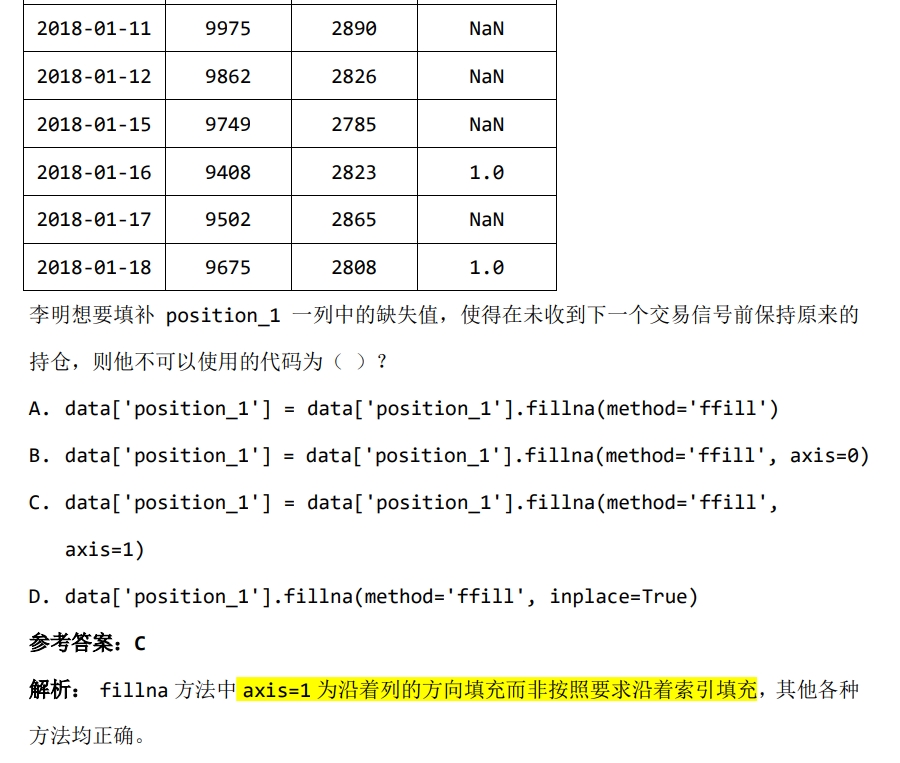 2018-01-11 9975 2890 NaN
2018-01-12 9862 2826 NaN
2018-01-15 9749 2785 NaN
2018-01-16 9408 2823 1.0
2018-01-17 9502 2865 NaN
2018-01-18 9675 2808 1.0
李明想要填补 position_1 一列中的缺失值，使得在未收到下一个交易信号前保持原来的
持仓，则他不可以使用的代码为（ ）？
A. data['position_1'] = data['position_1'].fillna(method='ffill')
B. data['position_1'] = data['position_1'].fillna(method='ffill', axis=0)
C. data['position_1'] = data['position_1'].fillna(method='ffill',
axis=1)
D. data['position_1'].fillna(method='ffill', inplace=True)
参考答案：C
解析： fillna 方法中 axis=1 为沿着列的方向填充而非按照要求沿着索引填充，其他各种
方法均正确。